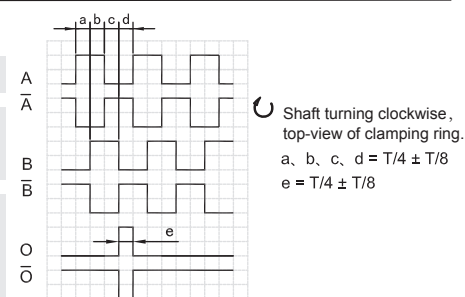 a b c d
A
A̅
B
B̅
e
O
O̅
Shaft turning clockwise,
top-view of clamping ring.
a、b、c、d = T/4 ± T/8
e = T/4 ± T/8